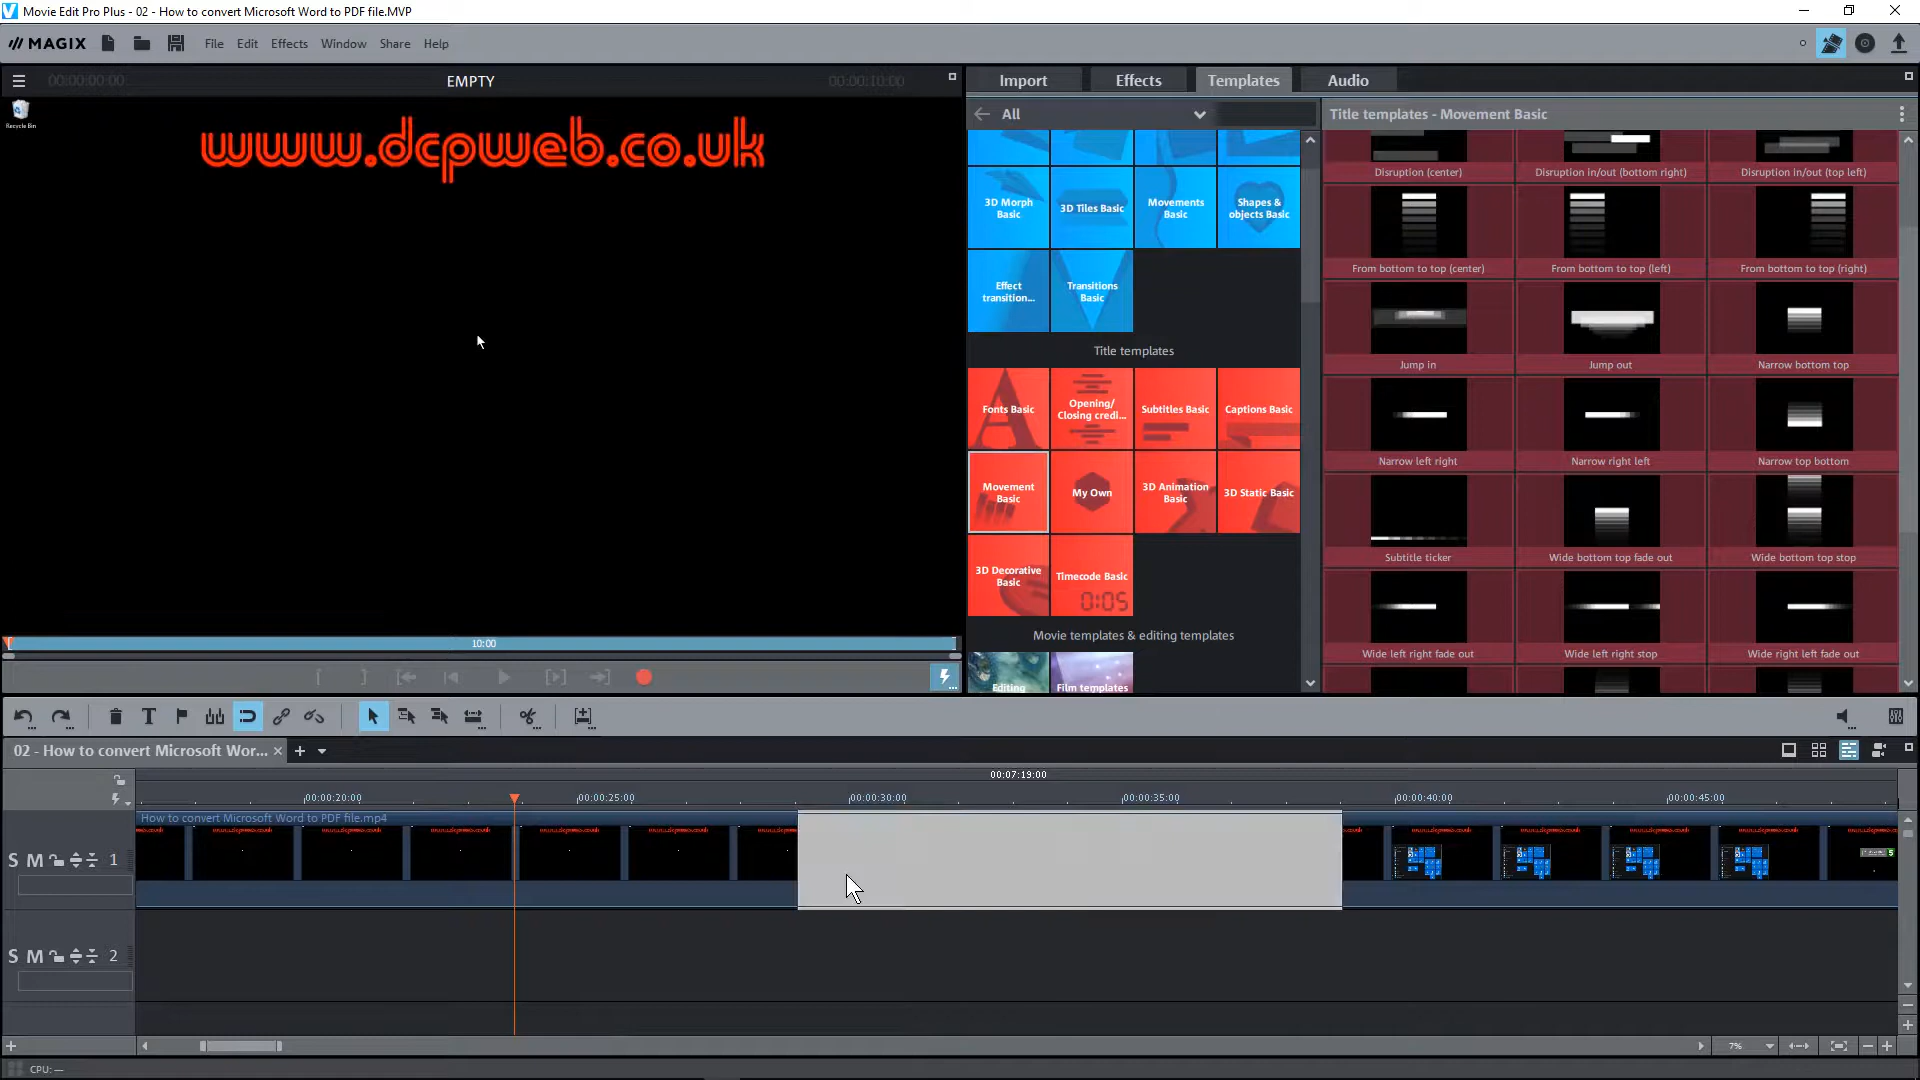 Movie Edit Pro Plus - 02 - How to convert Microsoft Word to PDF file.MVP
MAGIX
File Edit Effects Window Share Help
00:00:00:00
EMPTY
00:00:10:00
Recycle Bin
www.dcpweb.co.uk
10:00
Import Effects Templates Audio
All
3D Morph Basic
3D Tiles Basic
Movements Basic
Shapes & objects Basic
Effect transition...
Transitions Basic
Title templates
Fonts Basic
Opening/ Closing credi...
Subtitles Basic
Captions Basic
Movement Basic
My Own
3D Animation Basic
3D Static Basic
3D Decorative Basic
Timecode Basic
0:05
Movie templates & editing templates
Editing
Film templates
Title templates - Movement Basic
Disruption (center)
Disruption in/out (bottom right)
Disruption in/out (top left)
From bottom to top (center)
From bottom to top (left)
From bottom to top (right)
Jump in
Jump out
Narrow bottom top
Narrow left right
Narrow right left
Narrow top bottom
Subtitle ticker
Wide bottom top fade out
Wide bottom top stop
Wide left right fade out
Wide left right stop
Wide right left fade out
02 - How to convert Microsoft Wor...
00:07:19:00
00:00:20:00
00:00:25:00
00:00:30:00
00:00:35:00
00:00:40:00
00:00:45:00
How to convert Microsoft Word to PDF file.mp4
S M 1
S M 2
7%
CPU: —